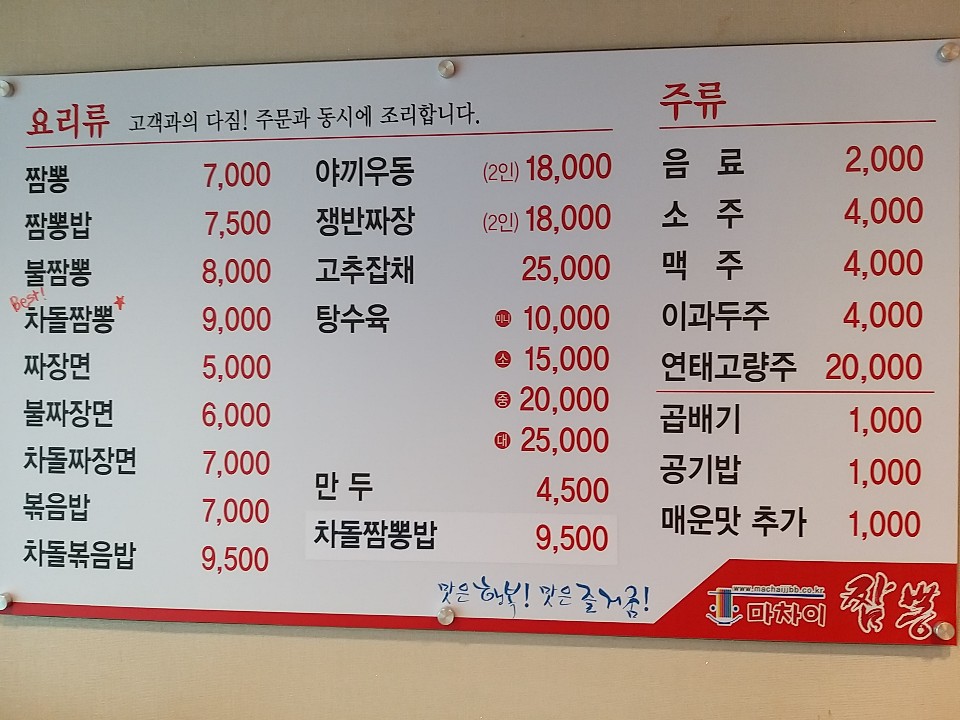 요리류 고객과의 다짐! 주문과 동시에 조리합니다.
짬뽕 7,000
짬뽕밥 7,500
불짬뽕 8,000
Best!
차돌짬뽕 9,000
짜장면 5,000
불짜장면 6,000
차돌짜장면 7,000
볶음밥 7,000
차돌볶음밥 9,500
야끼우동 (2인) 18,000
쟁반짜장 (2인) 18,000
고추잡채 25,000
탕수육 미니 10,000
소 15,000
중 20,000
대 25,000
만 두 4,500
차돌짬뽕밥 9,500
주류
음 료 2,000
소 주 4,000
맥 주 4,000
이과두주 4,000
연태고량주 20,000
곱배기 1,000
공기밥 1,000
매운맛 추가 1,000
맛은 행복! 맛은 즐거움!
www.machaijjbb.co.kr
마차이 짬뽕